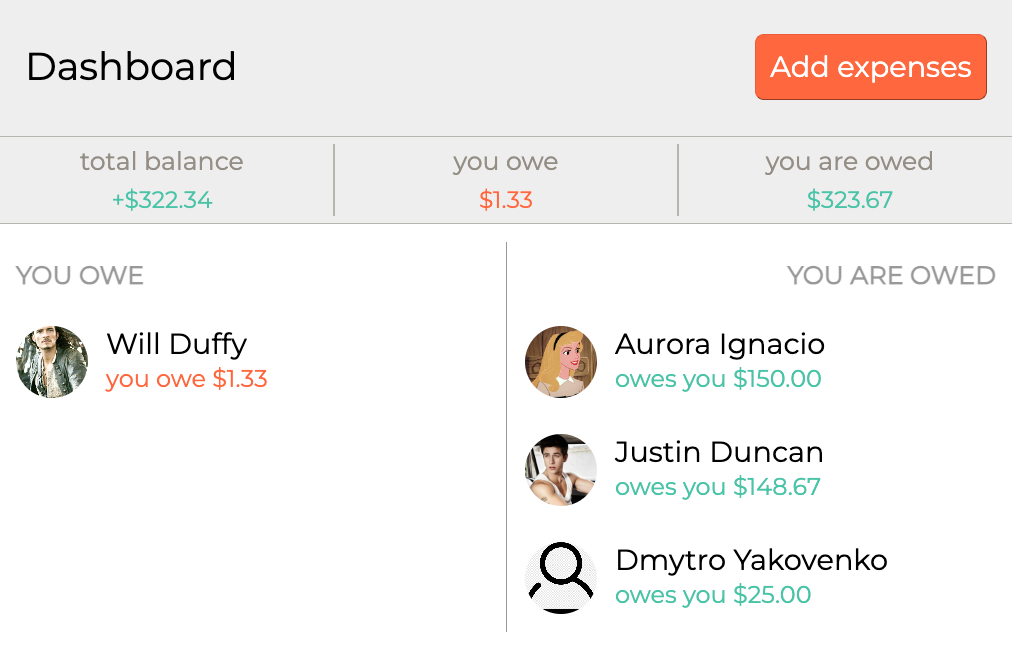 Dashboard
Add expenses
total balance
+$322.34
you owe
$1.33
you are owed
$323.67
YOU OWE
Will Duffy
you owe $1.33
YOU ARE OWED
Aurora Ignacio
owes you $150.00
Justin Duncan
owes you $148.67
Dmytro Yakovenko
owes you $25.00